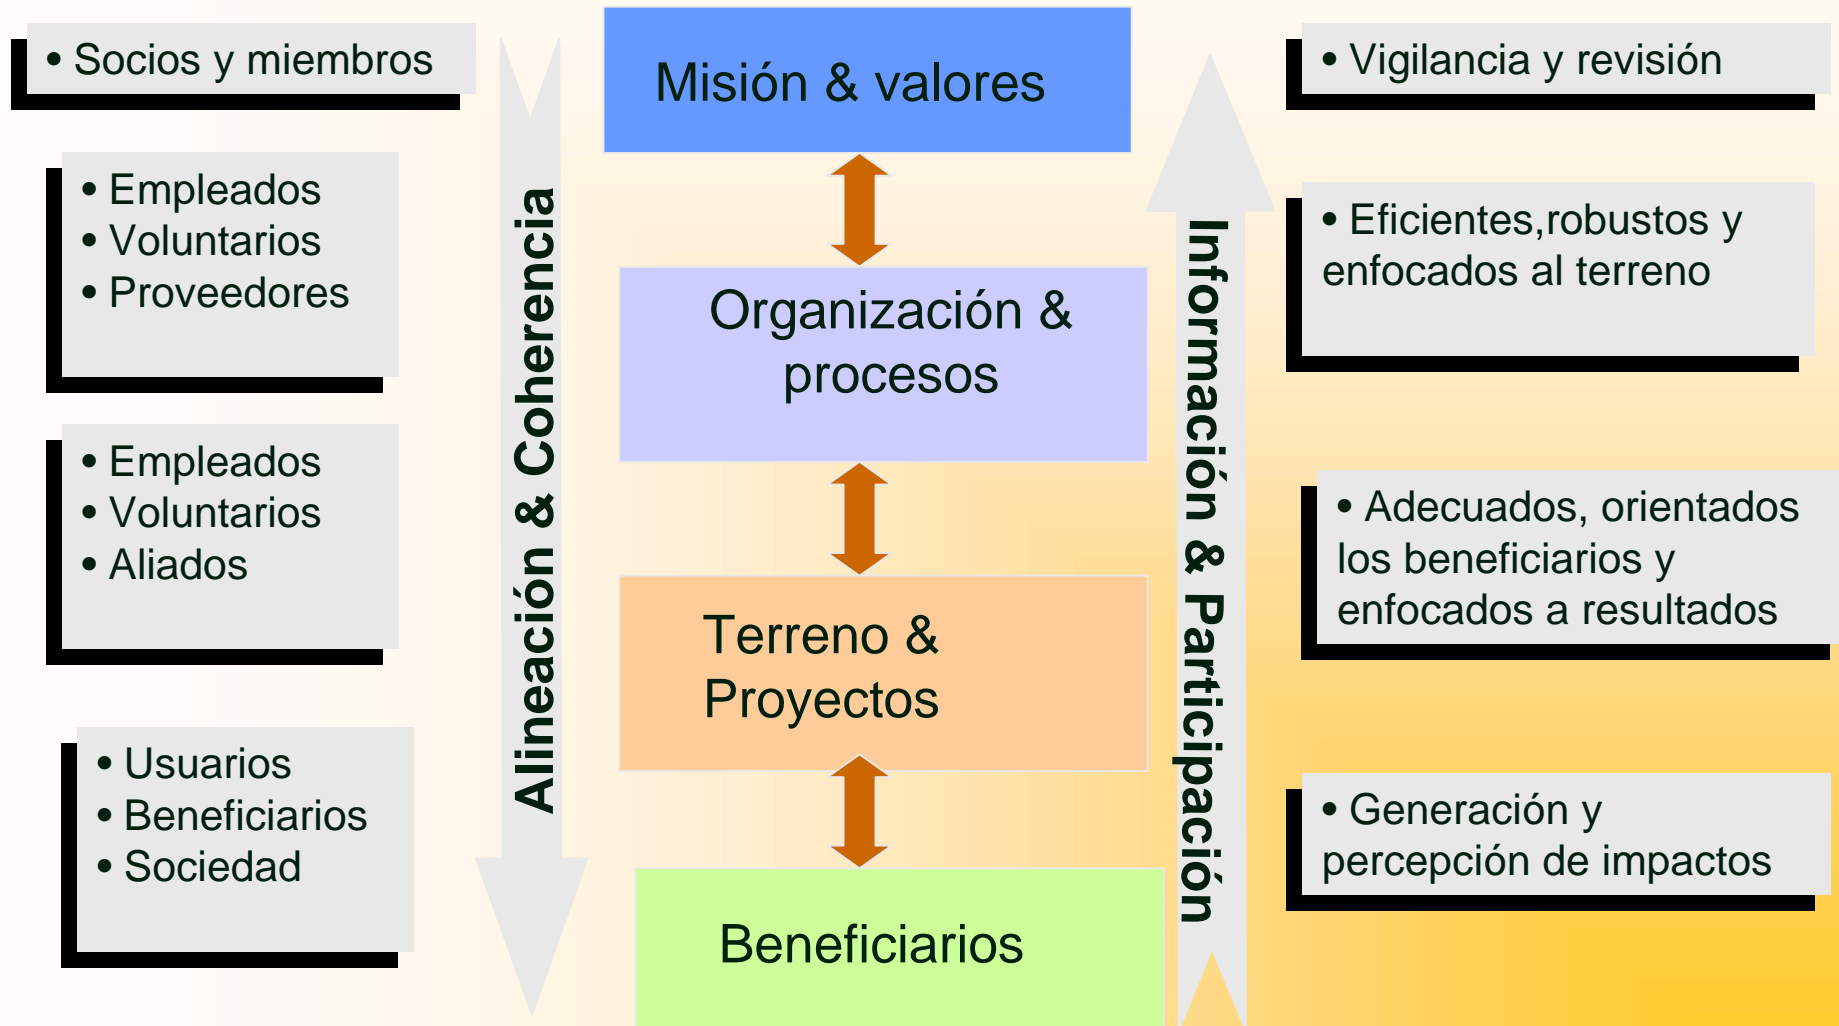 • Socios y miembros
Misión & valores
• Vigilancia y revisión
• Empleados
• Voluntarios
• Proveedores
Alineación & Coherencia
Organización &
procesos
Información & Participación
• Eficientes,robustos y
enfocados al terreno
• Empleados
• Voluntarios
• Aliados
Terreno &
Proyectos
• Adecuados, orientados
los beneficiarios y
enfocados a resultados
• Usuarios
• Beneficiarios
• Sociedad
Beneficiarios
• Generación y
percepción de impactos